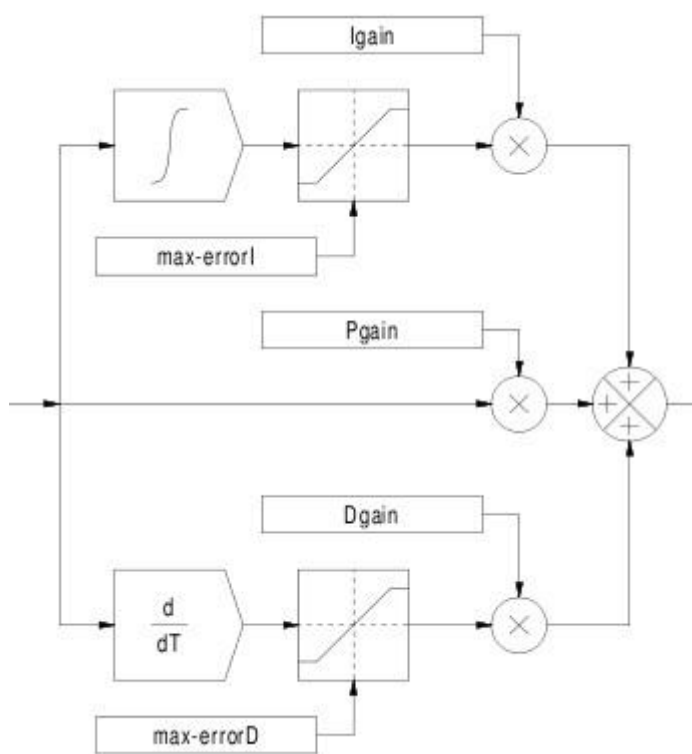 Igain
∫
×
max-errorI
Pgain
×
+
+
+
Dgain
d
dT
×
max-errorD